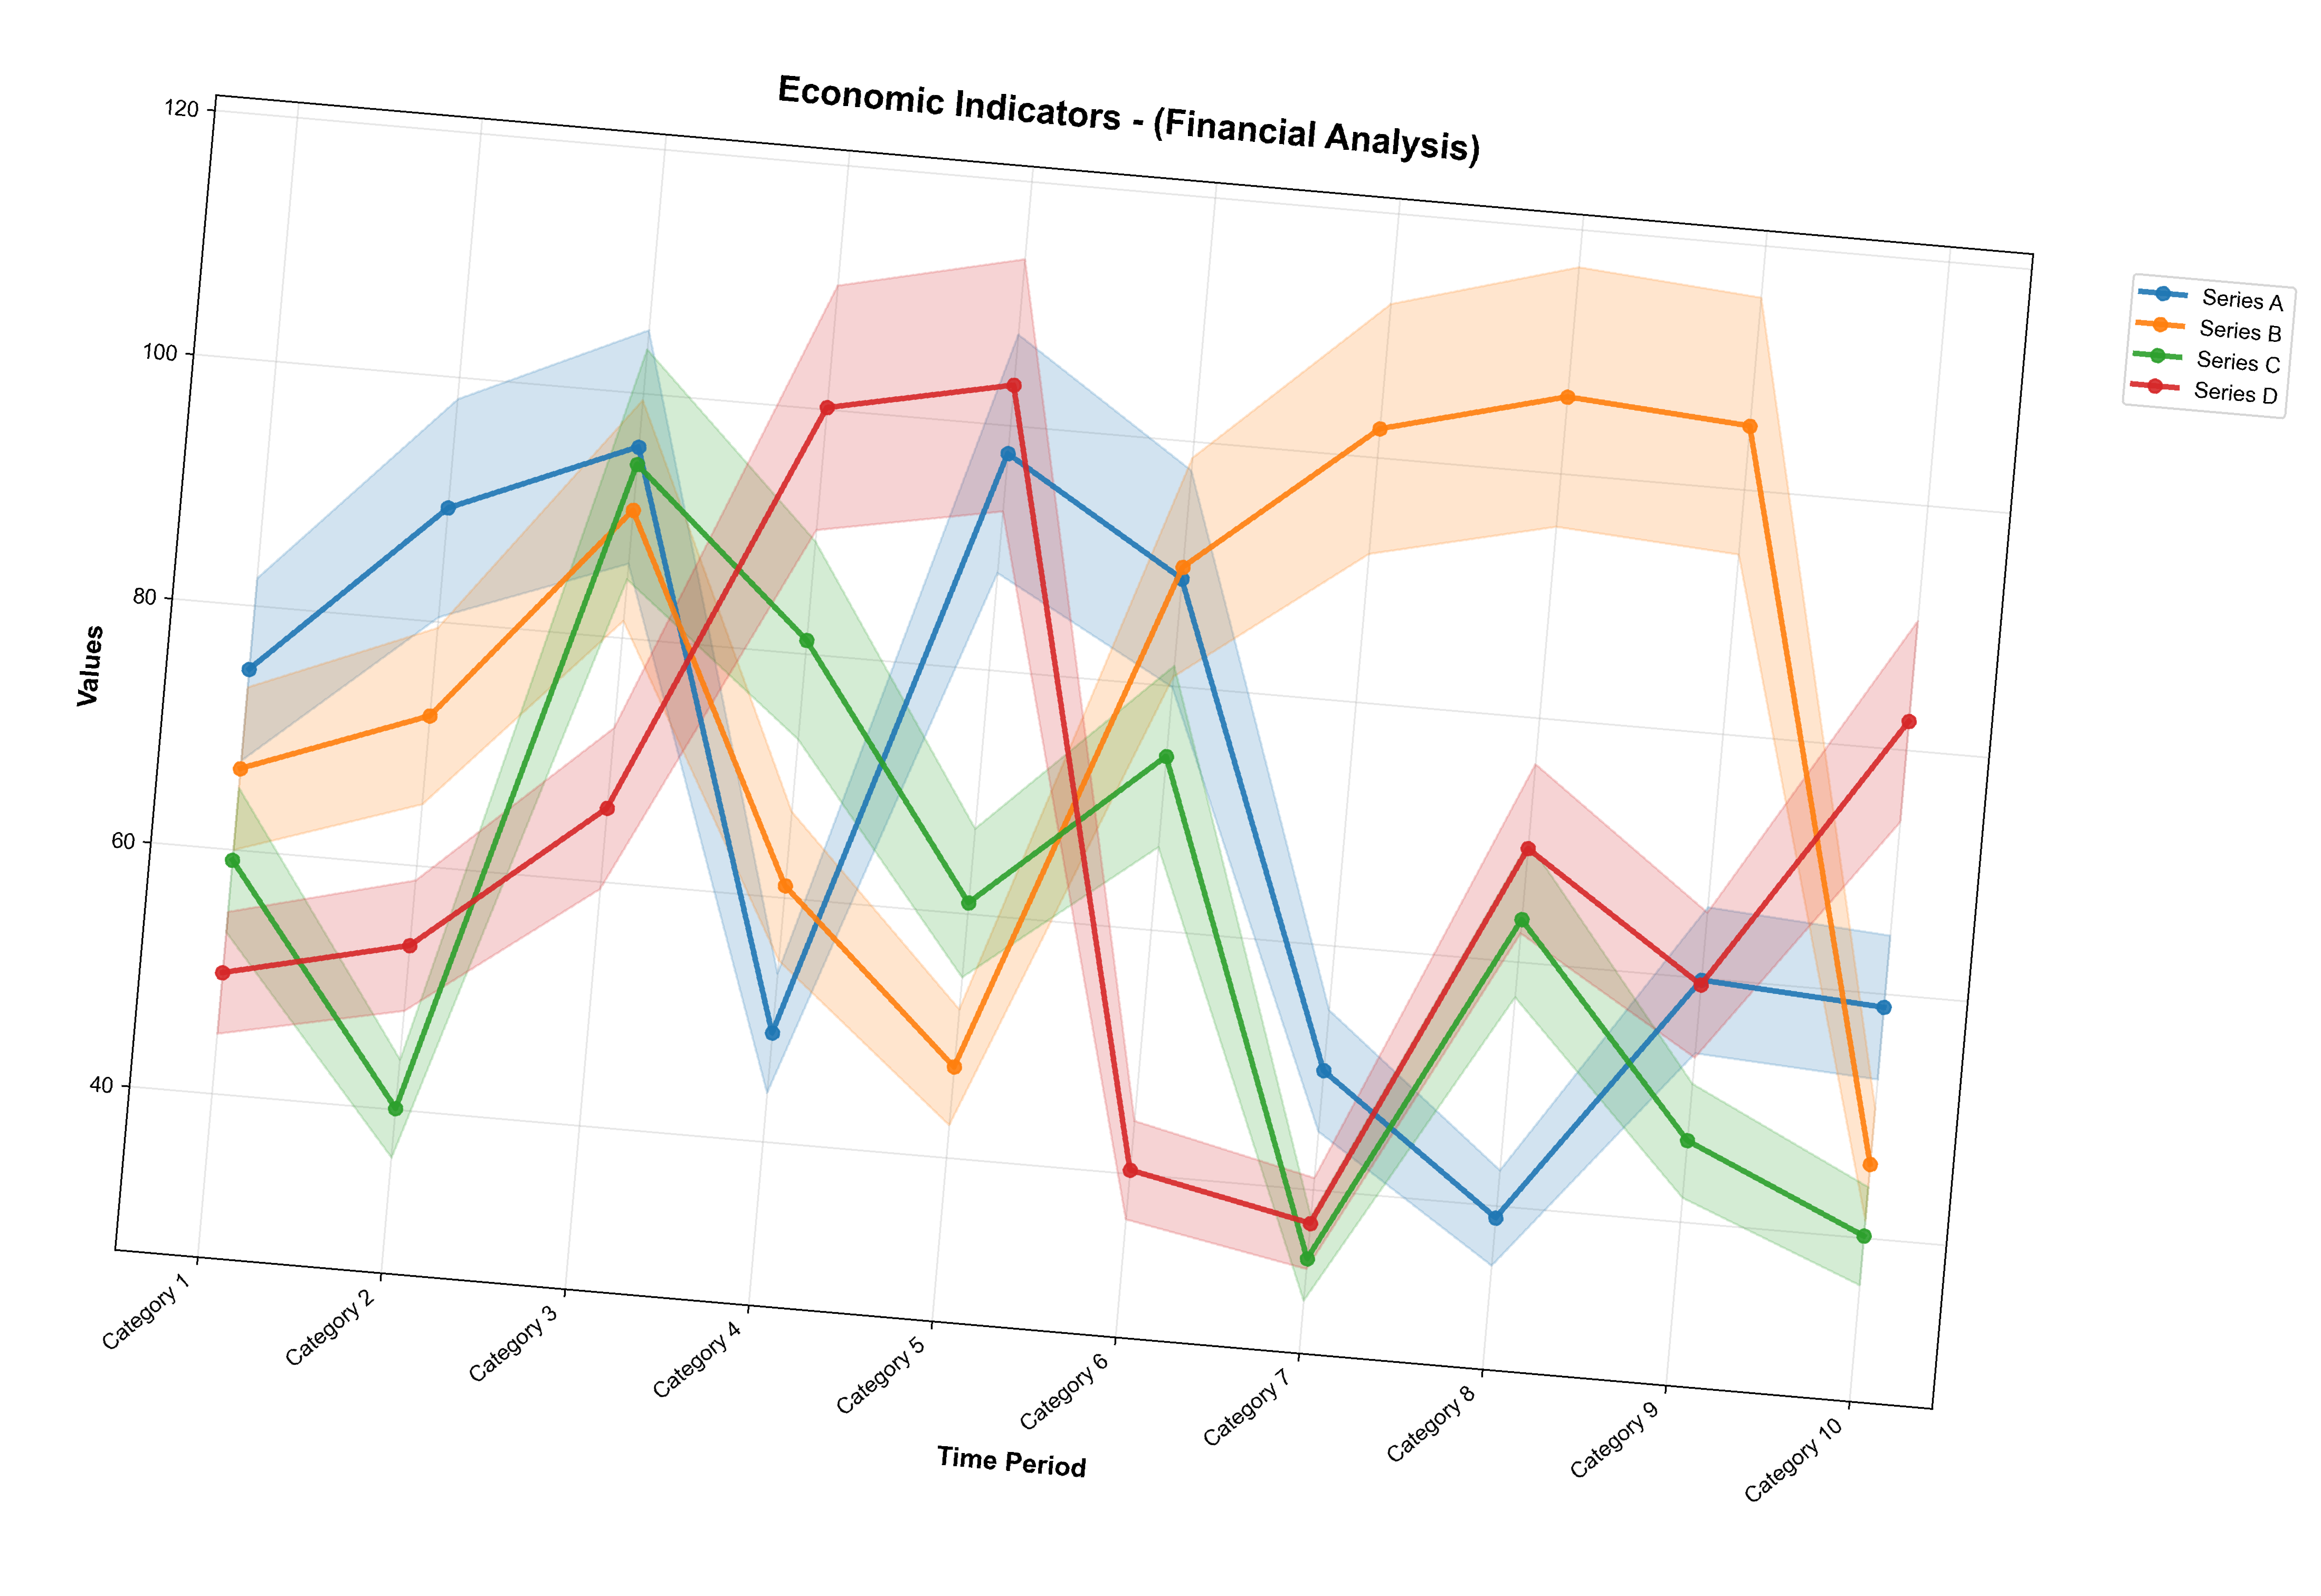 Economic Indicators - (Financial Analysis)
120
100
80
60
40
Values
Category 1
Category 2
Category 3
Category 4
Category 5
Category 6
Category 7
Category 8
Category 9
Category 10
Time Period
Series A
Series B
Series C
Series D